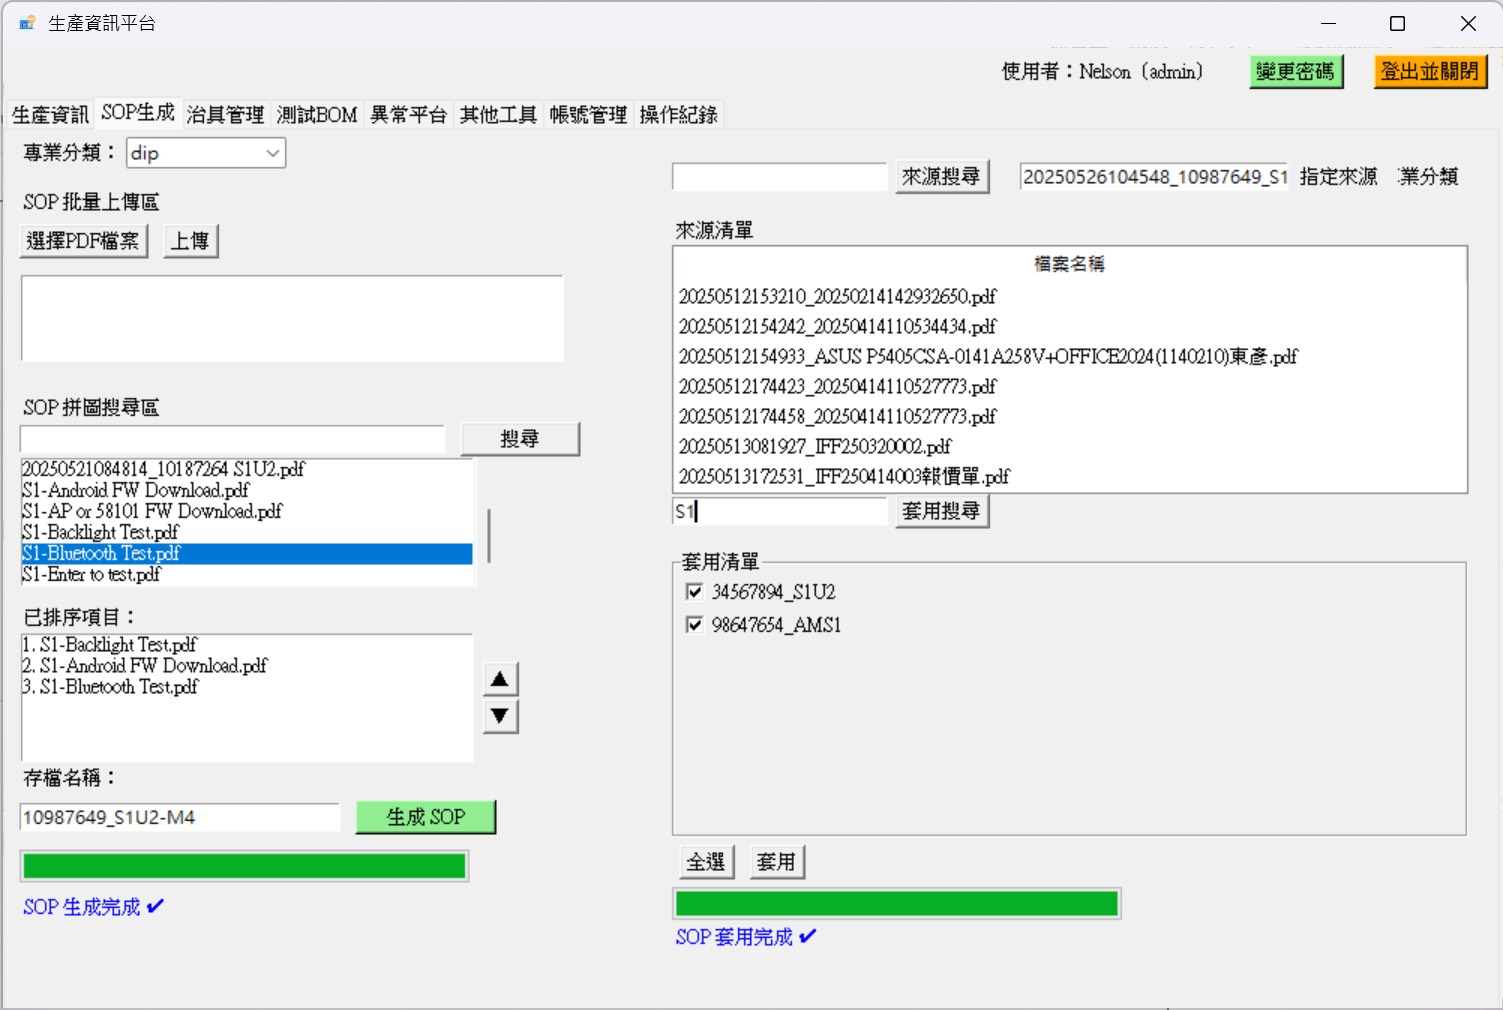 生產資訊平台
使用者：Nelson（admin）
變更密碼
登出並關閉
生產資訊 SOP生成 治具管理 測試BOM 異常平台 其他工具 帳號管理 操作紀錄
專業分類：
dip
SOP 批量上傳區
選擇PDF檔案
上傳
SOP 拼圖搜尋區
搜尋
20250521084814_10187264 S1U2.pdf
S1-Android FW Download.pdf
S1-AP or 58101 FW Download.pdf
S1-Backlight Test.pdf
S1-Bluetooth Test.pdf
S1-Enter to test.pdf
已排序項目：
1. S1-Backlight Test.pdf
2. S1-Android FW Download.pdf
3. S1-Bluetooth Test.pdf
▲
▼
存檔名稱：
10987649_S1U2-M4
生成 SOP
SOP 生成完成 ✔
來源搜尋
20250526104548_10987649_S1
指定來源
業分類
來源清單
檔案名稱
20250512153210_20250214142932650.pdf
20250512154242_20250414110534434.pdf
20250512154933_ASUS P5405CSA-0141A258V+OFFICE2024(1140210)東彥.pdf
20250512174423_20250414110527773.pdf
20250512174458_20250414110527773.pdf
20250513081927_IFF250320002.pdf
20250513172531_IFF250414003報價單.pdf
S1
套用搜尋
套用清單
34567894_S1U2
98647654_AMS1
全選
套用
SOP 套用完成 ✔